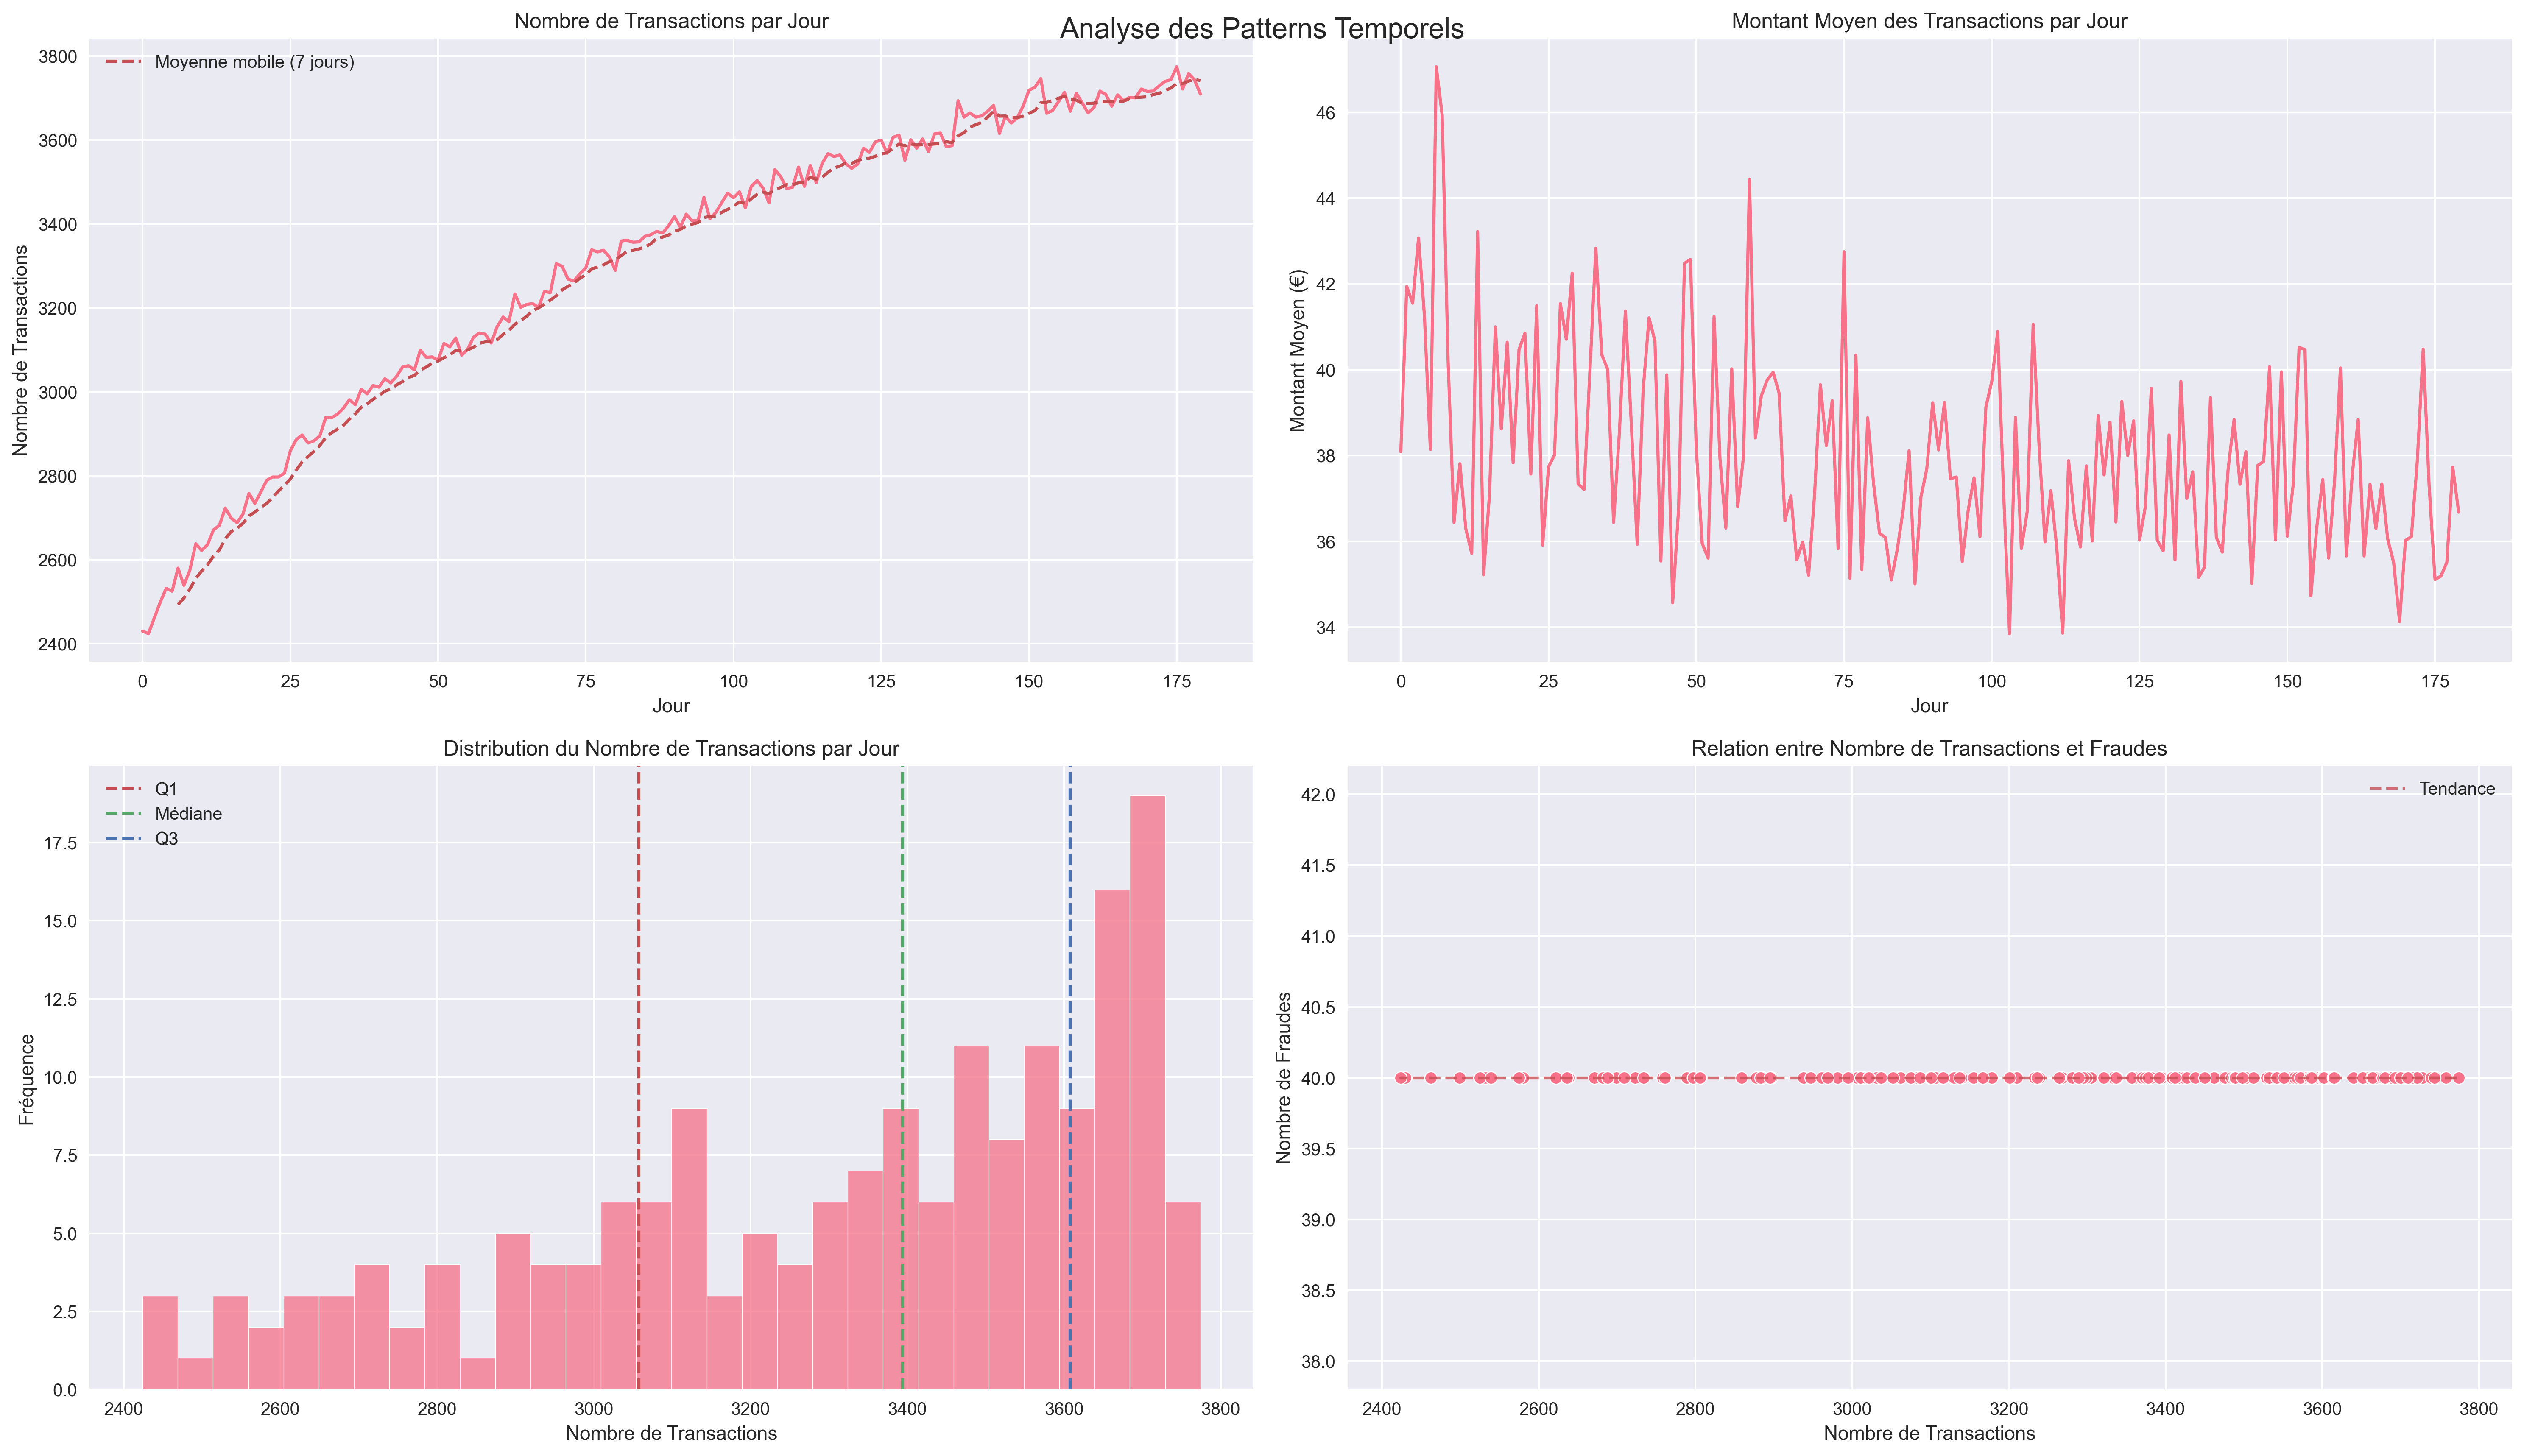 Analyse des Patterns Temporels
Nombre de Transactions par Jour
Moyenne mobile (7 jours)
Nombre de Transactions
3800
3600
3400
3200
3000
2800
2600
2400
0 25 50 75 100 125 150 175
Jour
Montant Moyen des Transactions par Jour
Montant Moyen (€)
46
44
42
40
38
36
34
0 25 50 75 100 125 150 175
Jour
Distribution du Nombre de Transactions par Jour
Q1
Médiane
Q3
Fréquence
17.5
15.0
12.5
10.0
7.5
5.0
2.5
0.0
2400 2600 2800 3000 3200 3400 3600 3800
Nombre de Transactions
Relation entre Nombre de Transactions et Fraudes
Tendance
Nombre de Fraudes
42.0
41.5
41.0
40.5
40.0
39.5
39.0
38.5
38.0
2400 2600 2800 3000 3200 3400 3600 3800
Nombre de Transactions